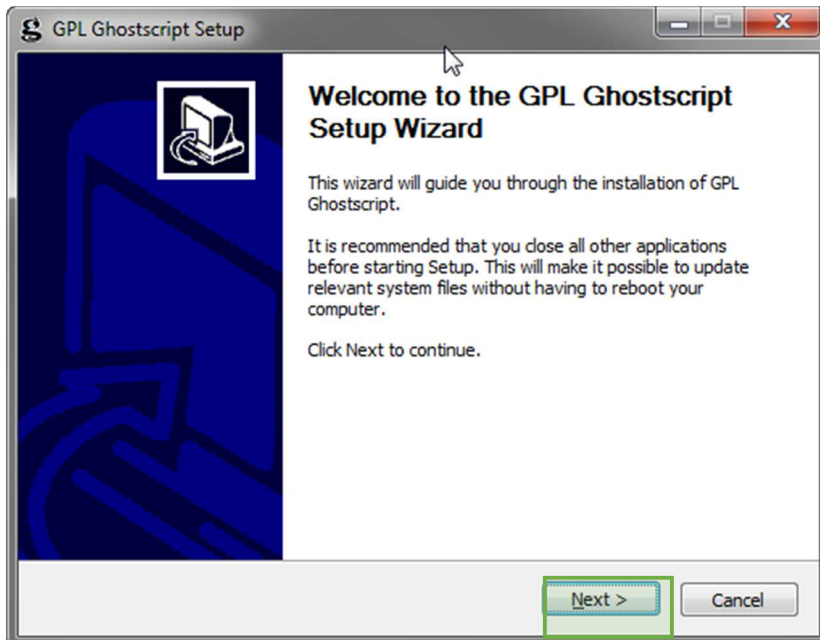 GPL Ghostscript Setup
Welcome to the GPL Ghostscript
Setup Wizard
This wizard will guide you through the installation of GPL
Ghostscript.
It is recommended that you close all other applications
before starting Setup. This will make it possible to update
relevant system files without having to reboot your
computer.
Click Next to continue.
Next > Cancel